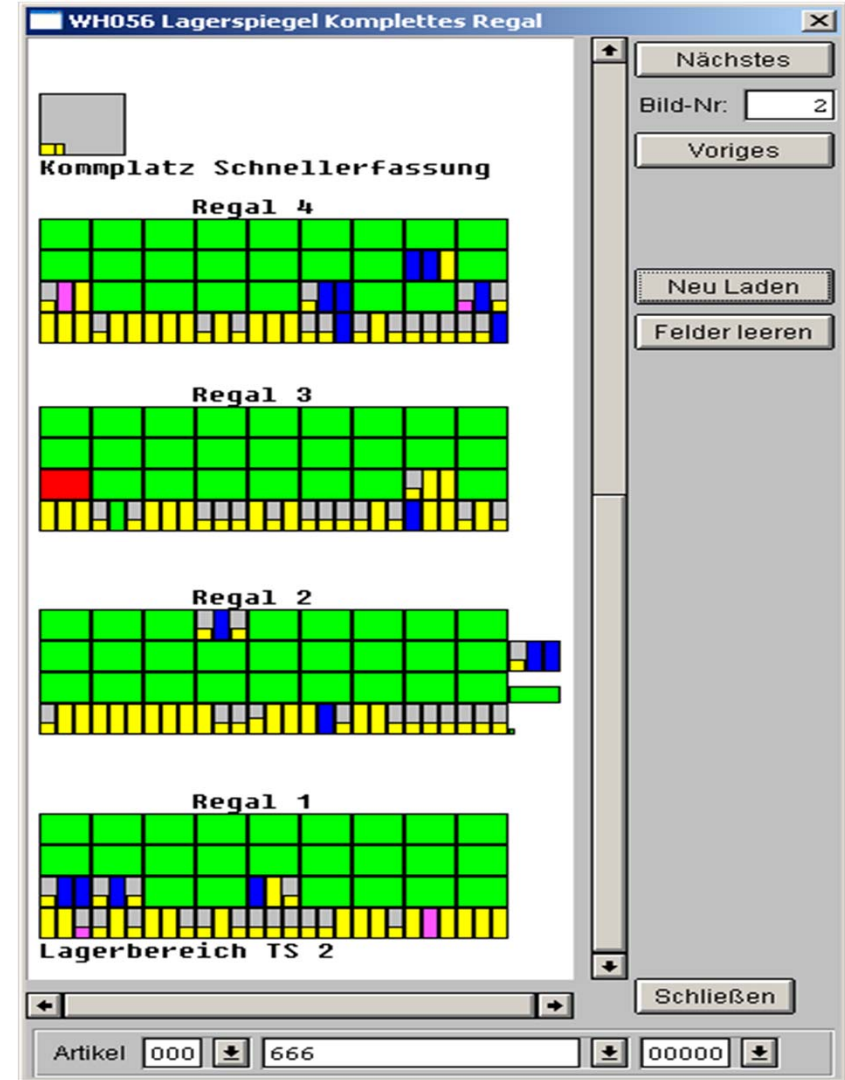 WH056 Lagerspiegel Komplettes Regal
Nächstes
Bild-Nr: 2
Voriges
Kommplatz Schnellerfassung
Regal 4
Neu Laden
Felder leeren
Regal 3
Regal 2
Regal 1
Lagerbereich TS 2
Schließen
Artikel 000 666 00000